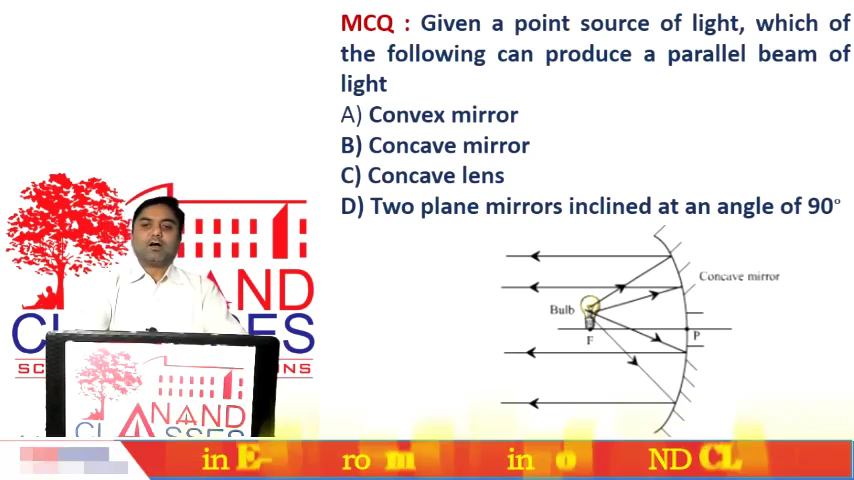 MCQ : Given a point source of light, which of
the following can produce a parallel beam of
light
A) Convex mirror
B) Concave mirror
C) Concave lens
D) Two plane mirrors inclined at an angle of 90°
Concave mirror
Bulb
F
P
AND
ANAND
CLASSES
in E- ro m in o ND CL